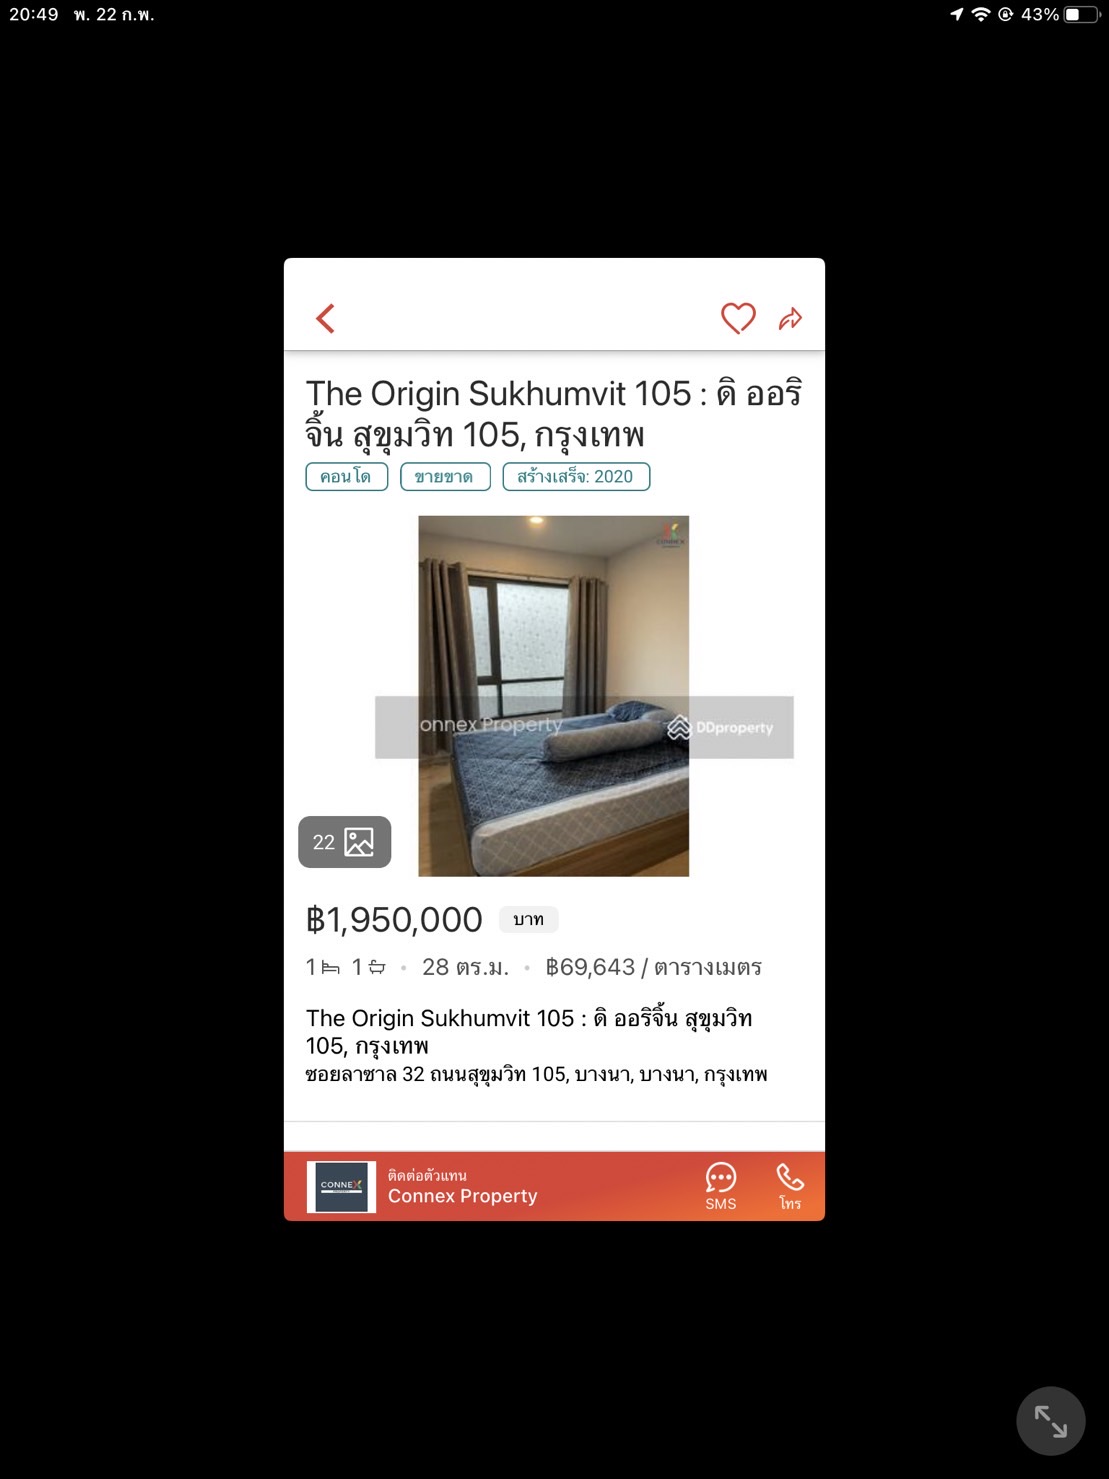 20:49 พ. 22 ก.พ.
43%
The Origin Sukhumvit 105 : ดิ ออริ
จิ้น สุขุมวิท 105, กรุงเทพ
คอนโด ขายขาด สร้างเสร็จ: 2020
CONNEX
onnex Property DDproperty
22
฿1,950,000 บาท
1 1 • 28 ตร.ม. • ฿69,643 / ตารางเมตร
The Origin Sukhumvit 105 : ดิ ออริจิ้น สุขุมวิท
105, กรุงเทพ
ซอยลาซาล 32 ถนนสุขุมวิท 105, บางนา, บางนา, กรุงเทพ
CONNEX
ติดต่อตัวแทน
Connex Property
SMS โทร